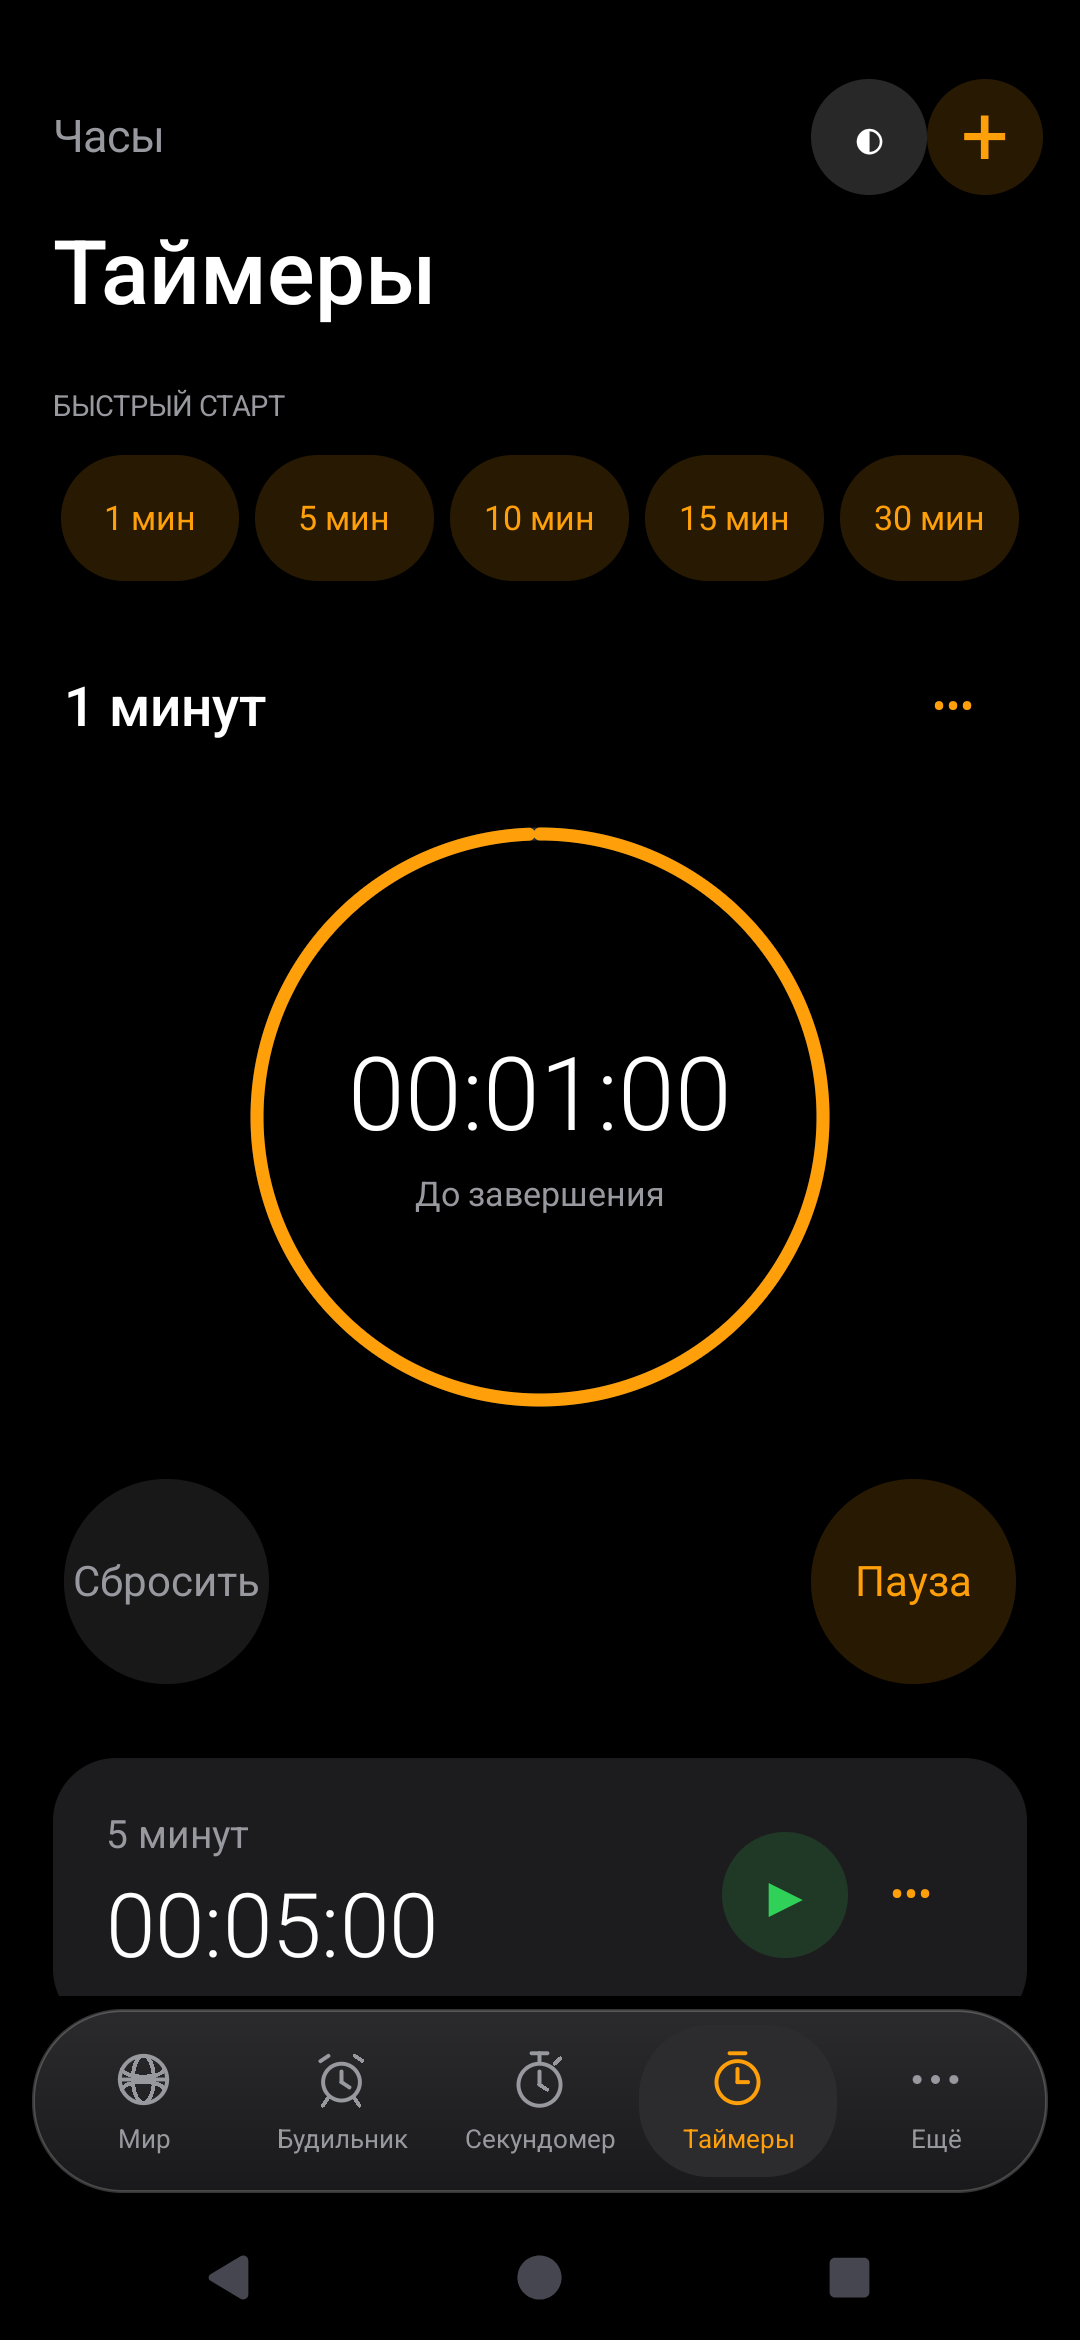 Часы
Таймеры
БЫСТРЫЙ СТАРТ
1 мин
5 мин
10 мин
15 мин
30 мин
1 минут
00:01:00
До завершения
Сбросить
Пауза
5 минут
00:05:00
Мир
Будильник
Секундомер
Таймеры
Ещё